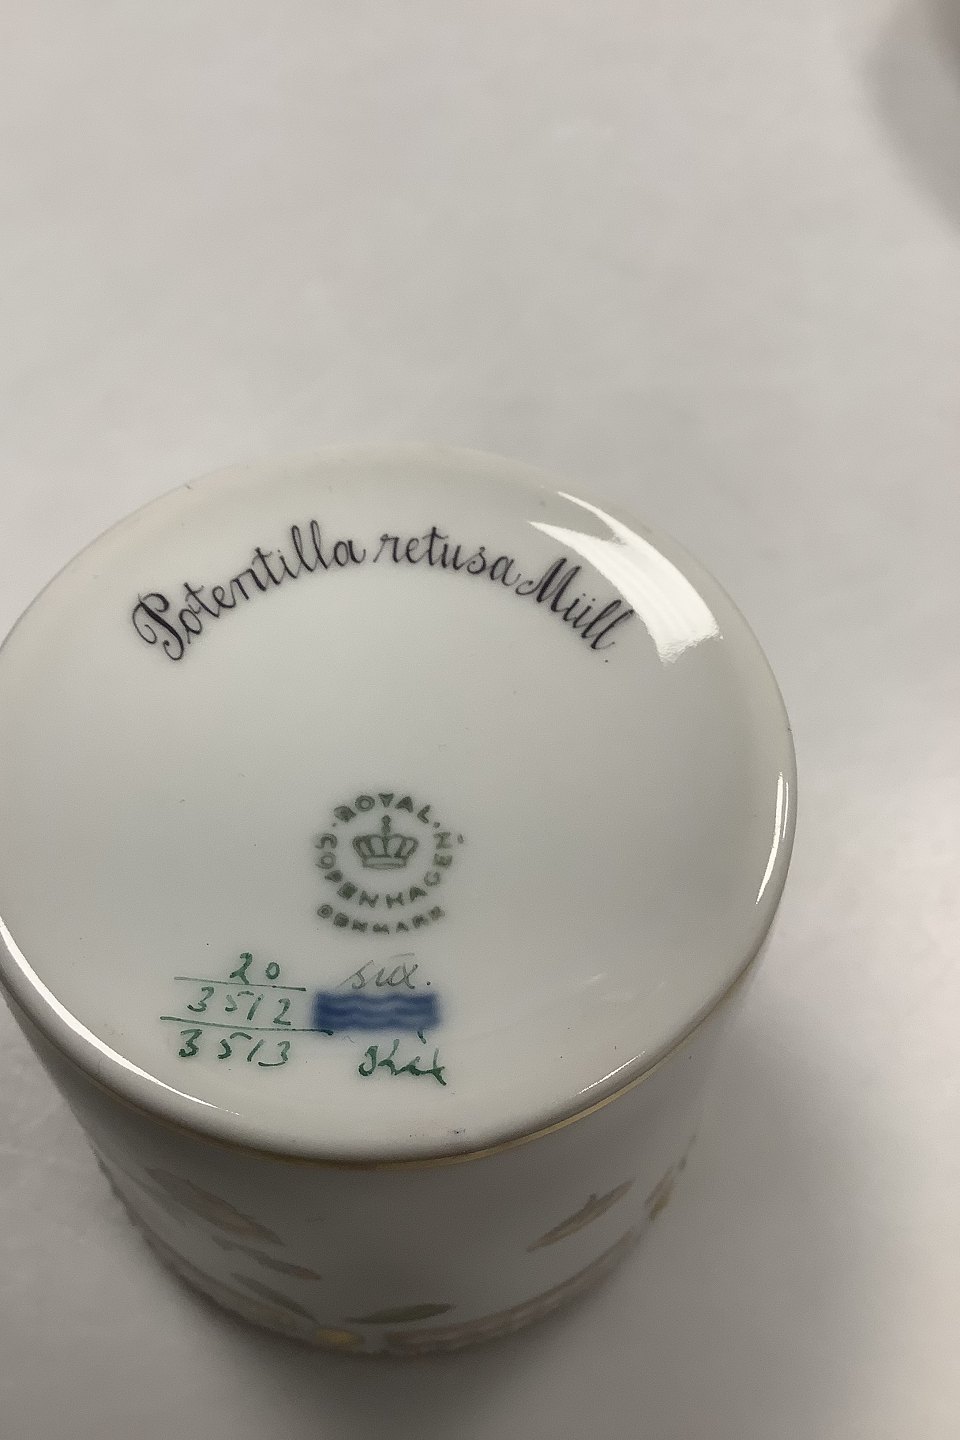 Potentilla retusa Müll.
ROYAL
COPENHAGEN
DENMARK
20
3512
3513